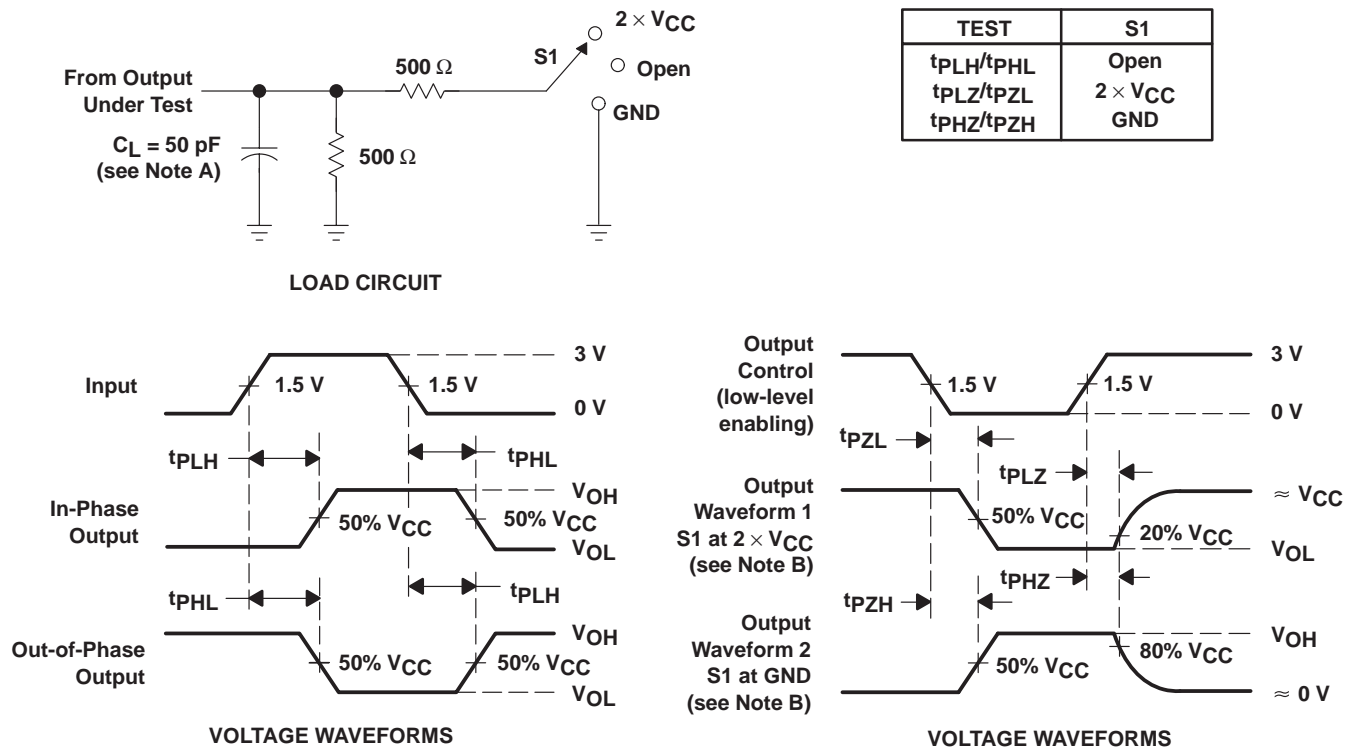 2 × VCC
S1
Open
500 Ω
From Output
Under Test
GND
CL = 50 pF
(see Note A)
500 Ω
LOAD CIRCUIT
TEST S1
tPLH/tPHL Open
tPLZ/tPZL 2 × VCC
tPHZ/tPZH GND
Input
1.5 V
1.5 V
3 V
0 V
tPLH
tPHL
In-Phase
Output
50% VCC
50% VCC
VOH
VOL
tPHL
tPLH
Out-of-Phase
Output
50% VCC
50% VCC
VOH
VOL
VOLTAGE WAVEFORMS
Output
Control
(low-level
enabling)
1.5 V
1.5 V
3 V
0 V
tPZL
tPLZ
Output
Waveform 1
S1 at 2 × VCC
(see Note B)
50% VCC
20% VCC
≈ VCC
VOL
tPHZ
tPZH
Output
Waveform 2
S1 at GND
(see Note B)
50% VCC
80% VCC
VOH
≈ 0 V
VOLTAGE WAVEFORMS